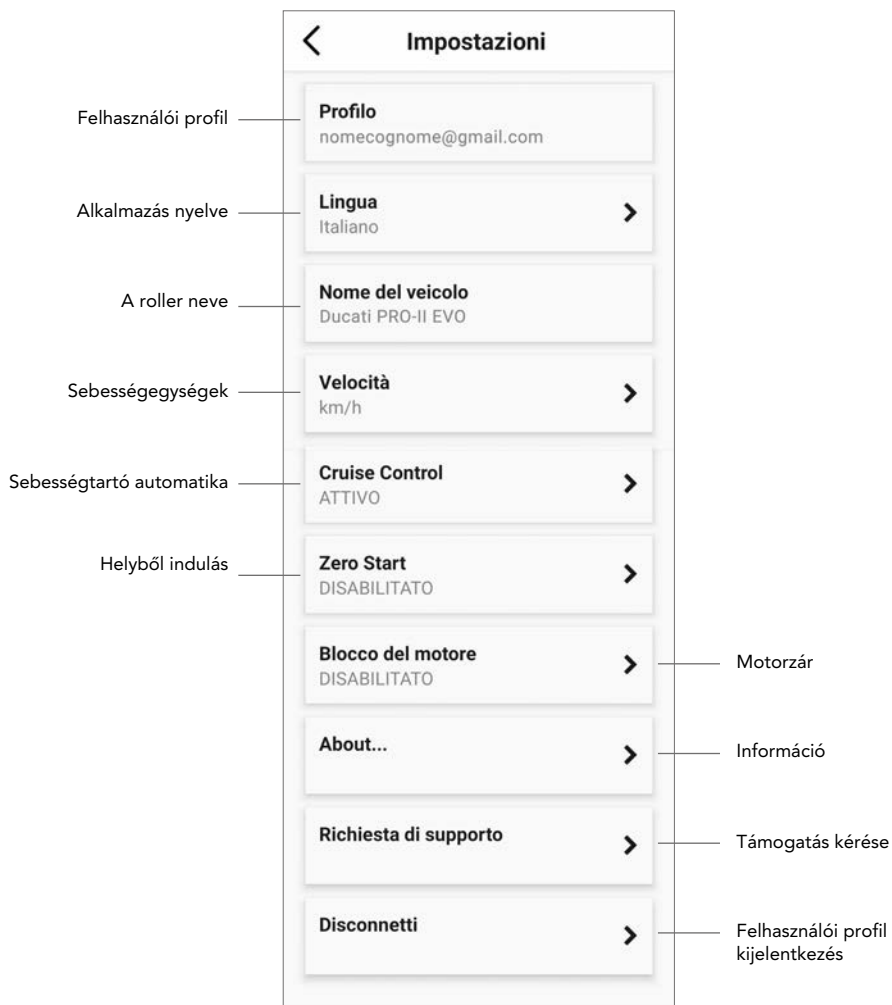 Impostazioni
Felhasználói profil
Profilo
nomecognome@gmail.com
Alkalmazás nyelve
Lingua
Italiano
A roller neve
Nome del veicolo
Ducati PRO-II EVO
Sebességegységek
Velocità
km/h
Sebességtartó automatika
Cruise Control
ATTIVO
Helyből indulás
Zero Start
DISABILITATO
Blocco del motore
DISABILITATO
Motorzár
About...
Információ
Richiesta di supporto
Támogatás kérése
Disconnetti
Felhasználói profil
kijelentkezés